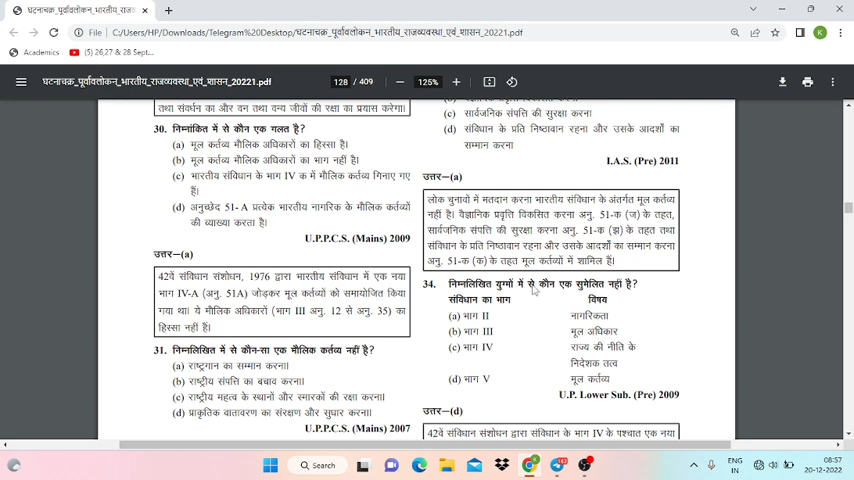 घटनाचक्र_पूर्वावलोकन_भारतीय_राज
File
C:/Users/HP/Downloads/Telegram%20Desktop/घटनाचक्र_पूर्वावलोकन_भारतीय_राजव्यवस्था_एवं_शासन_20221.pdf
K
Academics
(5) 26,27 & 28 Sept...
घटनाचक्र_पूर्वावलोकन_भारतीय_राजव्यवस्था_एवं_शासन_20221.pdf
128 / 409
125%
तथा संवर्धन का और वन तथा वन्य जीवों की रक्षा का प्रयास करेगा।
30. निम्नांकित में से कौन एक गलत है?
(a) मूल कर्तव्य मौलिक अधिकारों का हिस्सा है।
(b) मूल कर्तव्य मौलिक अधिकारों का भाग नहीं है।
(c) भारतीय संविधान के भाग IV क में मौलिक कर्तव्य गिनाए गए
हैं।
(d) अनुच्छेद 51- A प्रत्येक भारतीय नागरिक के मौलिक कर्तव्यों
की व्याख्या करता है।
U.P.P.C.S. (Mains) 2009
उत्तर-(a)
42वें संविधान संशोधन, 1976 द्वारा भारतीय संविधान में एक नया
भाग IV-A (अनु. 51A) जोड़कर मूल कर्तव्यों को समायोजित किया
गया था। ये मौलिक अधिकारों (भाग III अनु. 12 से अनु. 35) का
हिस्सा नहीं हैं।
31. निम्नलिखित में से कौन-सा एक मौलिक कर्तव्य नहीं है?
(a) राष्ट्रगान का सम्मान करना।
(b) राष्ट्रीय संपत्ति का बचाव करना।
(c) राष्ट्रीय महत्व के स्थानों और स्मारकों की रक्षा करना।
(d) प्राकृतिक वातावरण का संरक्षण और सुधार करना।
U.P.P.C.S. (Mains) 2007
(c) सार्वजनिक संपत्ति की सुरक्षा करना
(d) संविधान के प्रति निष्ठावान रहना और उसके आदर्शों का
सम्मान करना
I.A.S. (Pre) 2011
उत्तर-(a)
लोक चुनावों में मतदान करना भारतीय संविधान के अंतर्गत मूल कर्तव्य
नहीं है। वैज्ञानिक प्रवृत्ति विकसित करना अनु. 51-क (ज) के तहत,
सार्वजनिक संपत्ति की सुरक्षा करना अनु. 51-क (झ) के तहत तथा
संविधान के प्रति निष्ठावान रहना और उसके आदर्शों का सम्मान करना
अनु. 51-क (क) के तहत मूल कर्तव्यों में शामिल हैं।
34. निम्नलिखित युग्मों में से कौन एक सुमेलित नहीं है?
संविधान का भाग विषय
(a) भाग II नागरिकता
(b) भाग III मूल अधिकार
(c) भाग IV राज्य की नीति के
निदेशक तत्व
(d) भाग V मूल कर्तव्य
U.P. Lower Sub. (Pre) 2009
उत्तर-(d)
42वें संविधान संशोधन द्वारा संविधान के भाग IV के पश्चात एक नया
Search
ENG
IN
08:57
20-12-2022